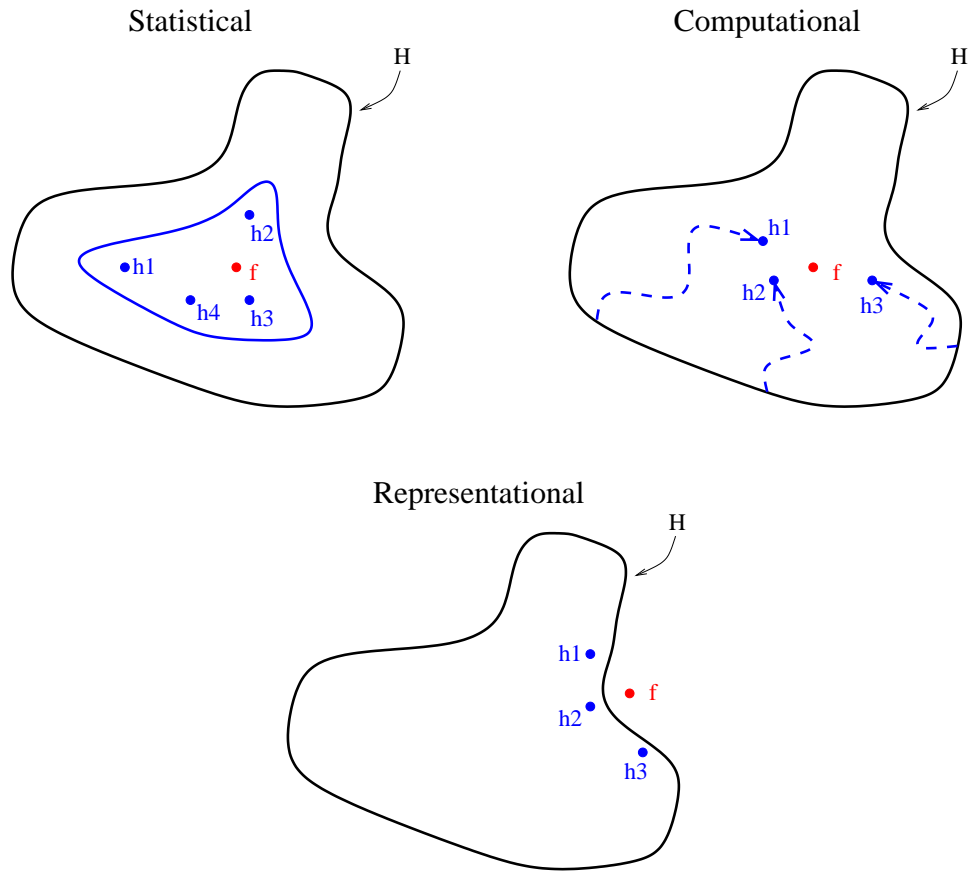 Statistical
H
h2
h1
f
h4
h3
Computational
H
h1
f
h2
h3
Representational
H
h1
f
h2
h3